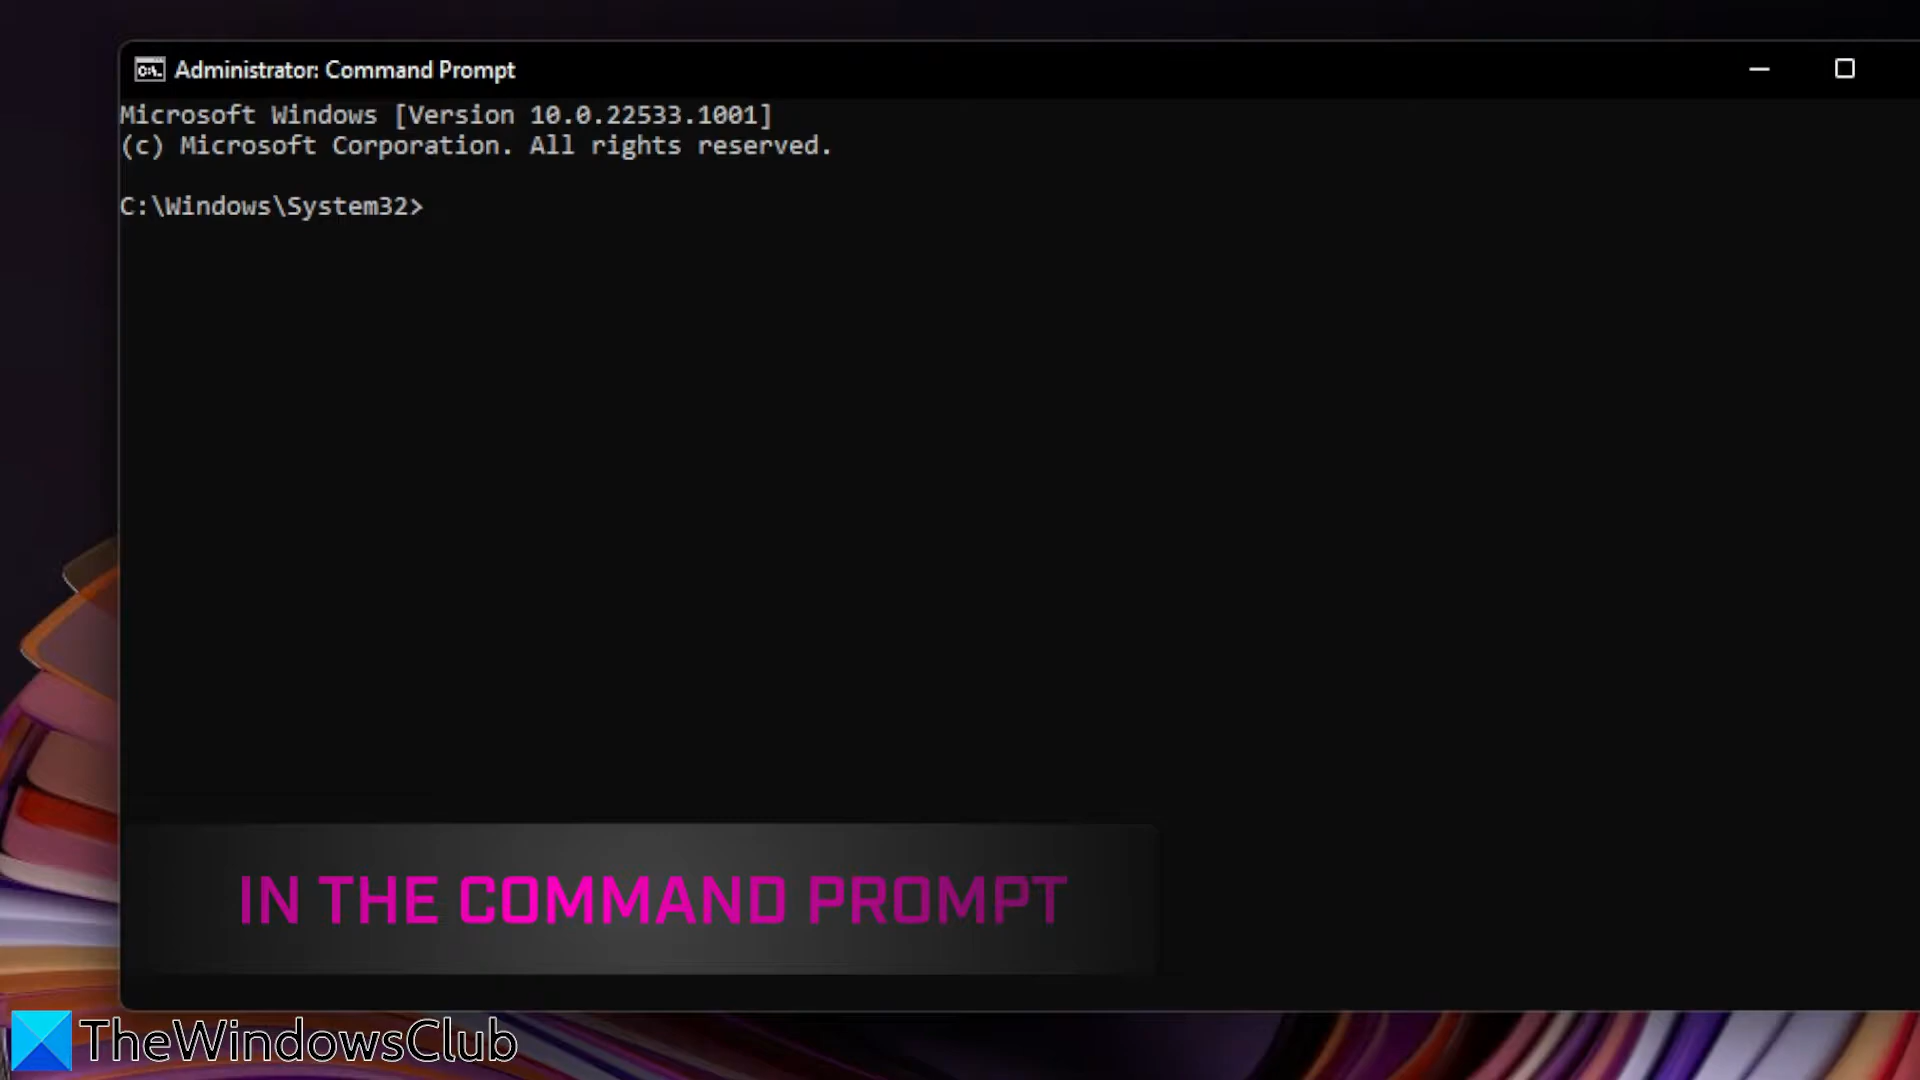 Administrator: Command Prompt
Microsoft Windows [Version 10.0.22533.1001]
(c) Microsoft Corporation. All rights reserved.
C:\Windows\System32>
IN THE COMMAND PROMPT
TheWindowsClub